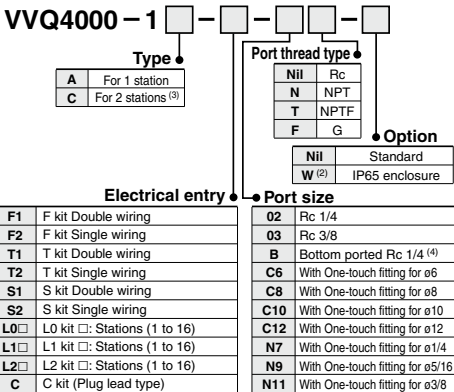 VVQ4000-1□-□-□□-□
Type
A For 1 station
C For 2 stations (3)
Port thread type
Nil Rc
N NPT
T NPTF
F G
Option
Nil Standard
W (2) IP65 enclosure
Electrical entry
F1 F kit Double wiring
F2 F kit Single wiring
T1 T kit Double wiring
T2 T kit Single wiring
S1 S kit Double wiring
S2 S kit Single wiring
L0□ L0 kit □: Stations (1 to 16)
L1□ L1 kit □: Stations (1 to 16)
L2□ L2 kit □: Stations (1 to 16)
C C kit (Plug lead type)
Port size
02 Rc 1/4
03 Rc 3/8
B Bottom ported Rc 1/4 (4)
C6 With One-touch fitting for ø6
C8 With One-touch fitting for ø8
C10 With One-touch fitting for ø10
C12 With One-touch fitting for ø12
N7 With One-touch fitting for ø1/4
N9 With One-touch fitting for ø5/16
N11 With One-touch fitting for ø3/8